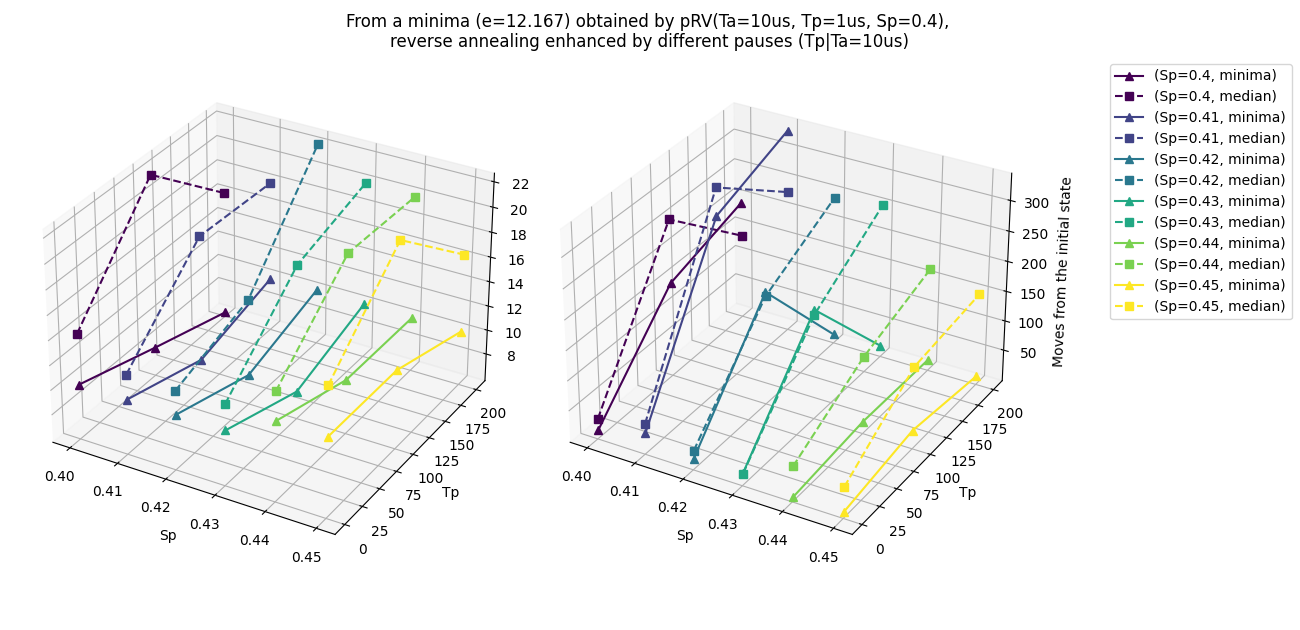 From a minima (e=12.167) obtained by pRV(Ta=10us, Tp=1us, Sp=0.4),
reverse annealing enhanced by different pauses (Tp|Ta=10us)
22
20
18
16
14
12
10
8
200
175
150
125
100
75
50
25
0
Tp
0.40
0.41
0.42
0.43
0.44
0.45
Sp
Moves from the initial state
300
250
200
150
100
50
200
175
150
125
100
75
50
25
0
Tp
0.40
0.41
0.42
0.43
0.44
0.45
Sp
(Sp=0.4, minima)
(Sp=0.4, median)
(Sp=0.41, minima)
(Sp=0.41, median)
(Sp=0.42, minima)
(Sp=0.42, median)
(Sp=0.43, minima)
(Sp=0.43, median)
(Sp=0.44, minima)
(Sp=0.44, median)
(Sp=0.45, minima)
(Sp=0.45, median)